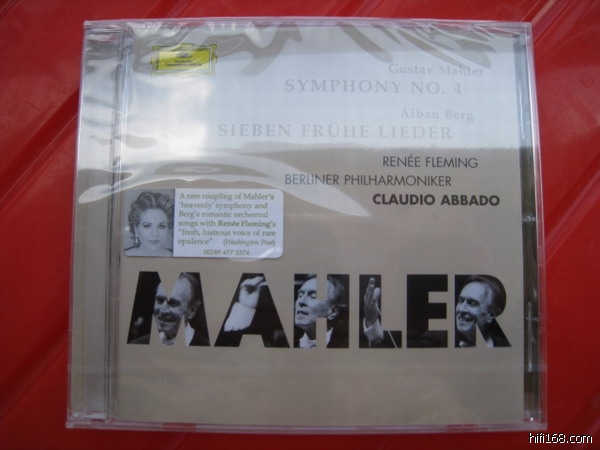 Gustav Mahler
SYMPHONY NO. 4
Alban Berg
SIEBEN FRÜHE LIEDER
RENÉE FLEMING
BERLINER PHILHARMONIKER
CLAUDIO ABBADO
A rare coupling of Mahler's
'heavenly' symphony and
Berg's romantic orchestral
songs with Renée Fleming's
"fresh, lustrous voice of rare
opulence" (Washington Post)
MAHLER
hifi168.com